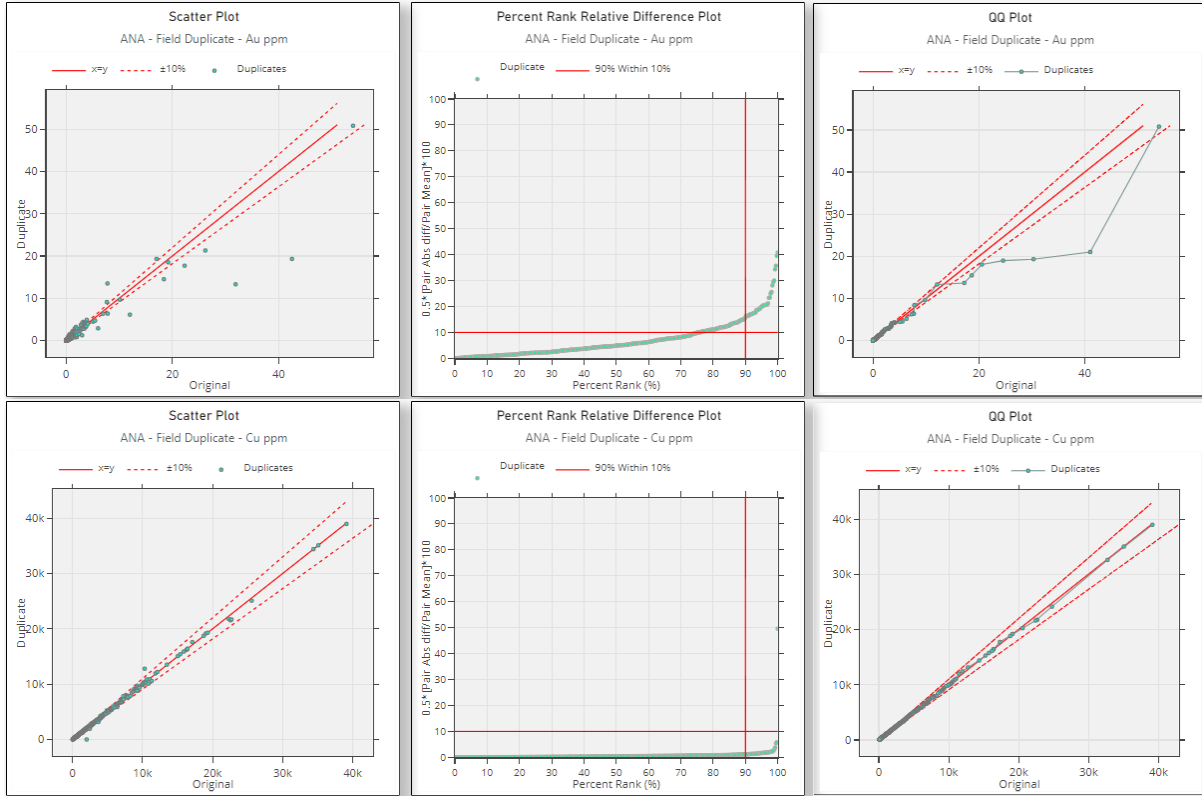 Scatter Plot
ANA - Field Duplicate - Au ppm
x=y ±10% Duplicates
50
40
30
20
10
0
Duplicate
0 20 40
Original
Percent Rank Relative Difference Plot
ANA - Field Duplicate - Au ppm
Duplicate 90% Within 10%
100
90
80
70
60
50
40
30
20
10
0
0.5* [Pair Abs diff/Pair Mean]*100
0 10 20 30 40 50 60 70 80 90 100
Percent Rank (%)
QQ Plot
ANA - Field Duplicate - Au ppm
x=y ±10% Duplicates
50
40
30
20
10
0
Duplicate
0 20 40
Original
Scatter Plot
ANA - Field Duplicate - Cu ppm
x=y ±10% Duplicates
40k
30k
20k
10k
0
Duplicate
0 10k 20k 30k 40k
Original
Percent Rank Relative Difference Plot
ANA - Field Duplicate - Cu ppm
Duplicate 90% Within 10%
100
90
80
70
60
50
40
30
20
10
0
0.5* [Pair Abs diff/Pair Mean]*100
0 10 20 30 40 50 60 70 80 90 100
Percent Rank (%)
QQ Plot
ANA - Field Duplicate - Cu ppm
x=y ±10% Duplicates
40k
30k
20k
10k
0
Duplicate
0 10k 20k 30k 40k
Original